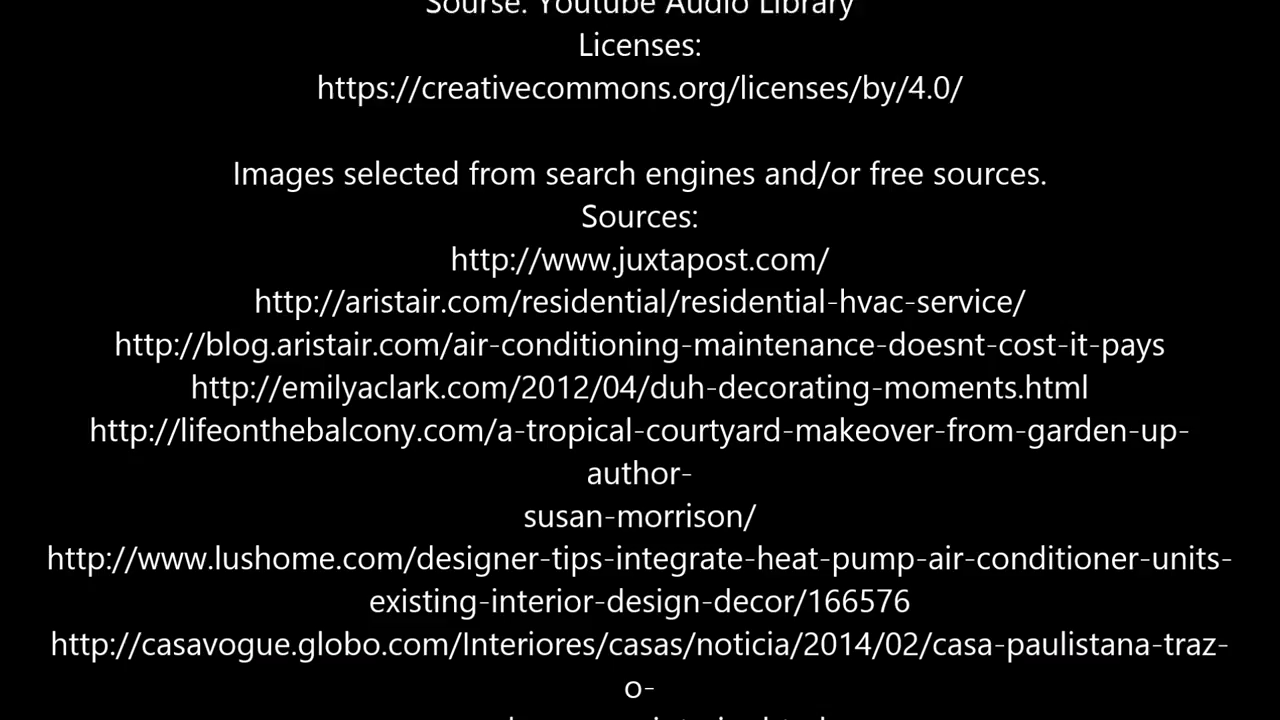 Sourse: Youtube Audio Library
Licenses:
https://creativecommons.org/licenses/by/4.0/
Images selected from search engines and/or free sources.
Sources:
http://www.juxtapost.com/
http://aristair.com/residential/residential-hvac-service/
http://blog.aristair.com/air-conditioning-maintenance-doesnt-cost-it-pays
http://emilyaclark.com/2012/04/duh-decorating-moments.html
http://lifeonthebalcony.com/a-tropical-courtyard-makeover-from-garden-up-
author-
susan-morrison/
http://www.lushome.com/designer-tips-integrate-heat-pump-air-conditioner-units-
existing-interior-design-decor/166576
http://casavogue.globo.com/Interiores/casas/noticia/2014/02/casa-paulistana-traz-
o-